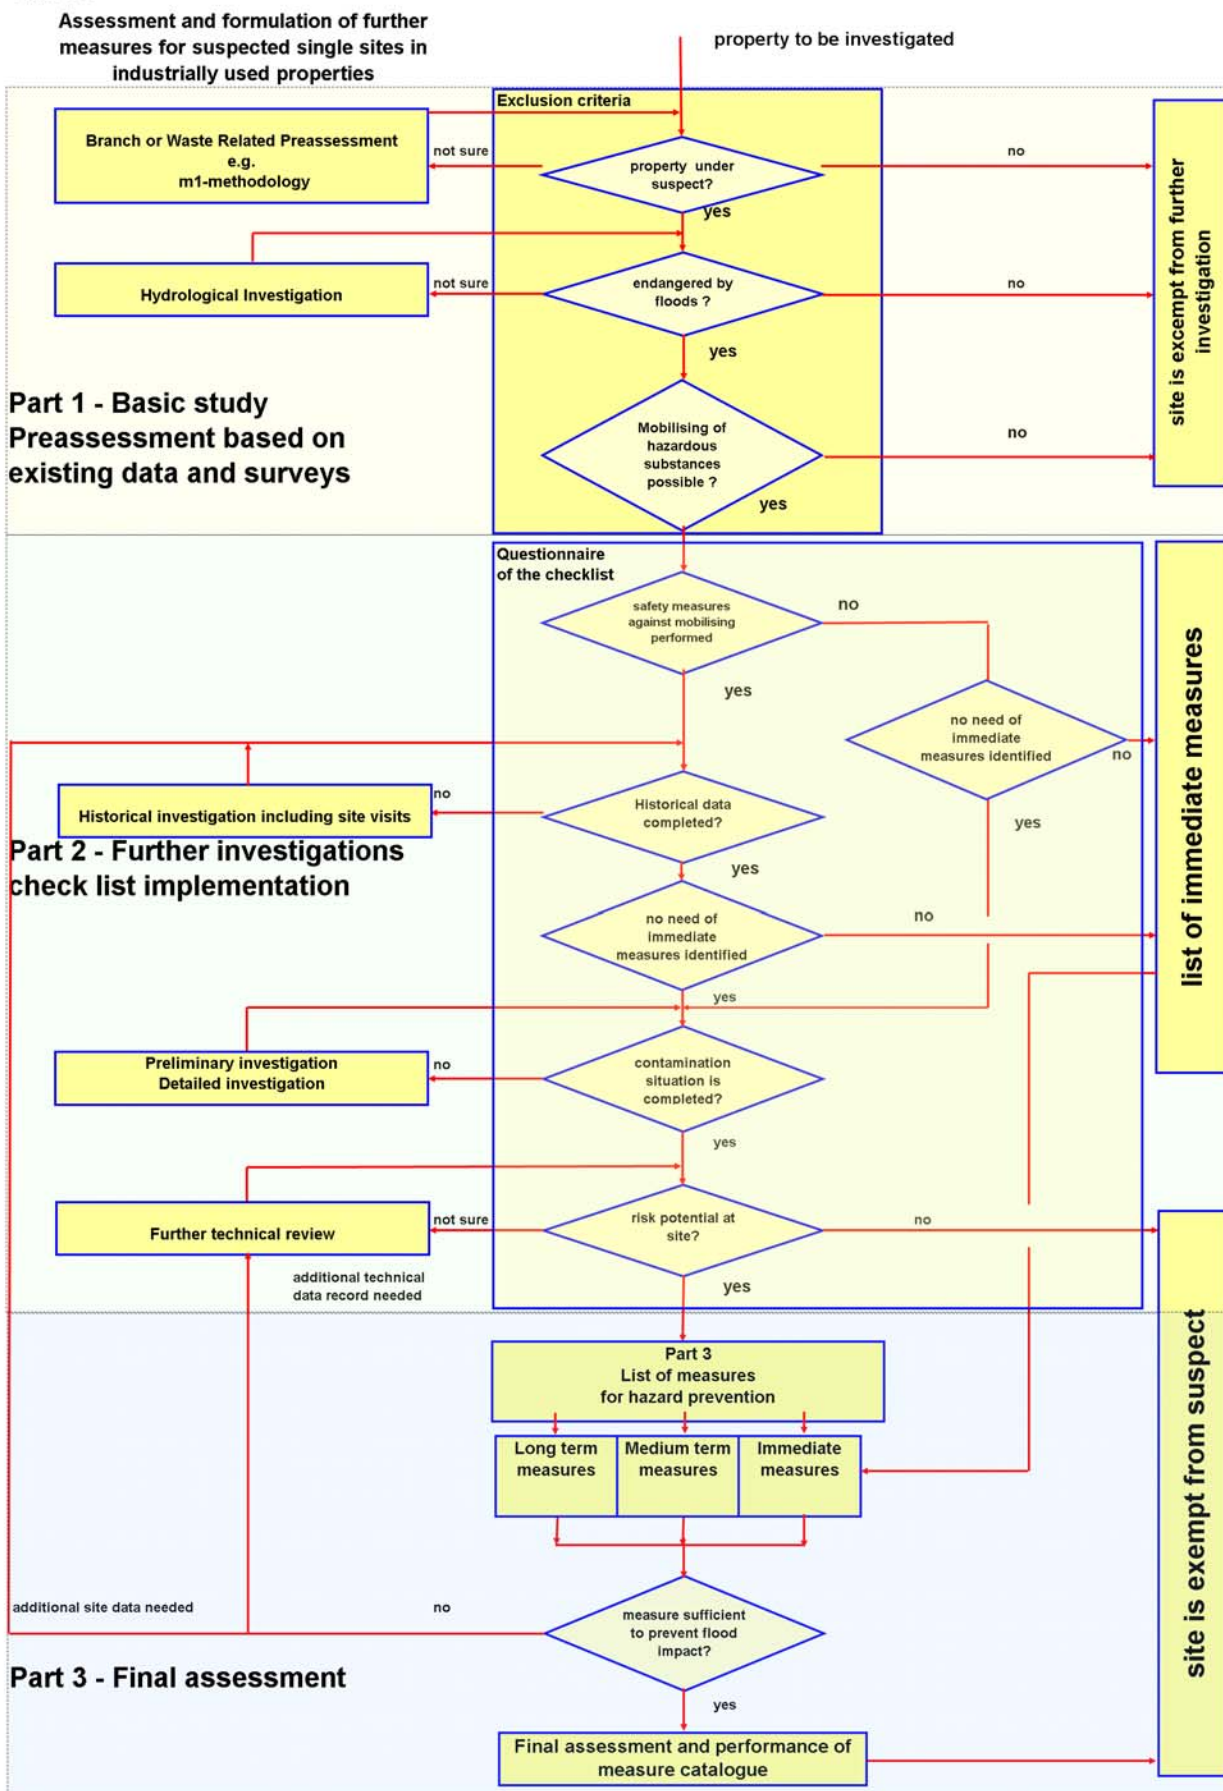 Assessment and formulation of further
measures for suspected single sites in
industrially used properties
property to be investigated
Exclusion criteria
Branch or Waste Related Preassessment
e.g.
m1-methodology
not sure
property under
suspect?
no
yes
Hydrological Investigation
not sure
endangered by
floods ?
no
yes
site is excempt from further
investigation
Part 1 - Basic study
Preassessment based on
existing data and surveys
Mobilising of
hazardous
substances
possible ?
no
yes
Questionnaire
of the checklist
safety measures
against mobilising
performed
no
yes
no need of
immediate
measures identified
no
yes
list of immediate measures
Historical investigation including site visits
no
Historical data
completed?
yes
Part 2 - Further investigations
check list implementation
no need of
immediate
measures identified
no
yes
Preliminary investigation
Detailed investigation
no
contamination
situation is
completed?
yes
Further technical review
not sure
risk potential at
site?
no
yes
additional technical
data record needed
Part 3
List of measures
for hazard prevention
Long term
measures
Medium term
measures
Immediate
measures
site is exempt from suspect
additional site data needed
no
measure sufficient
to prevent flood
impact?
yes
Part 3 - Final assessment
Final assessment and performance of
measure catalogue